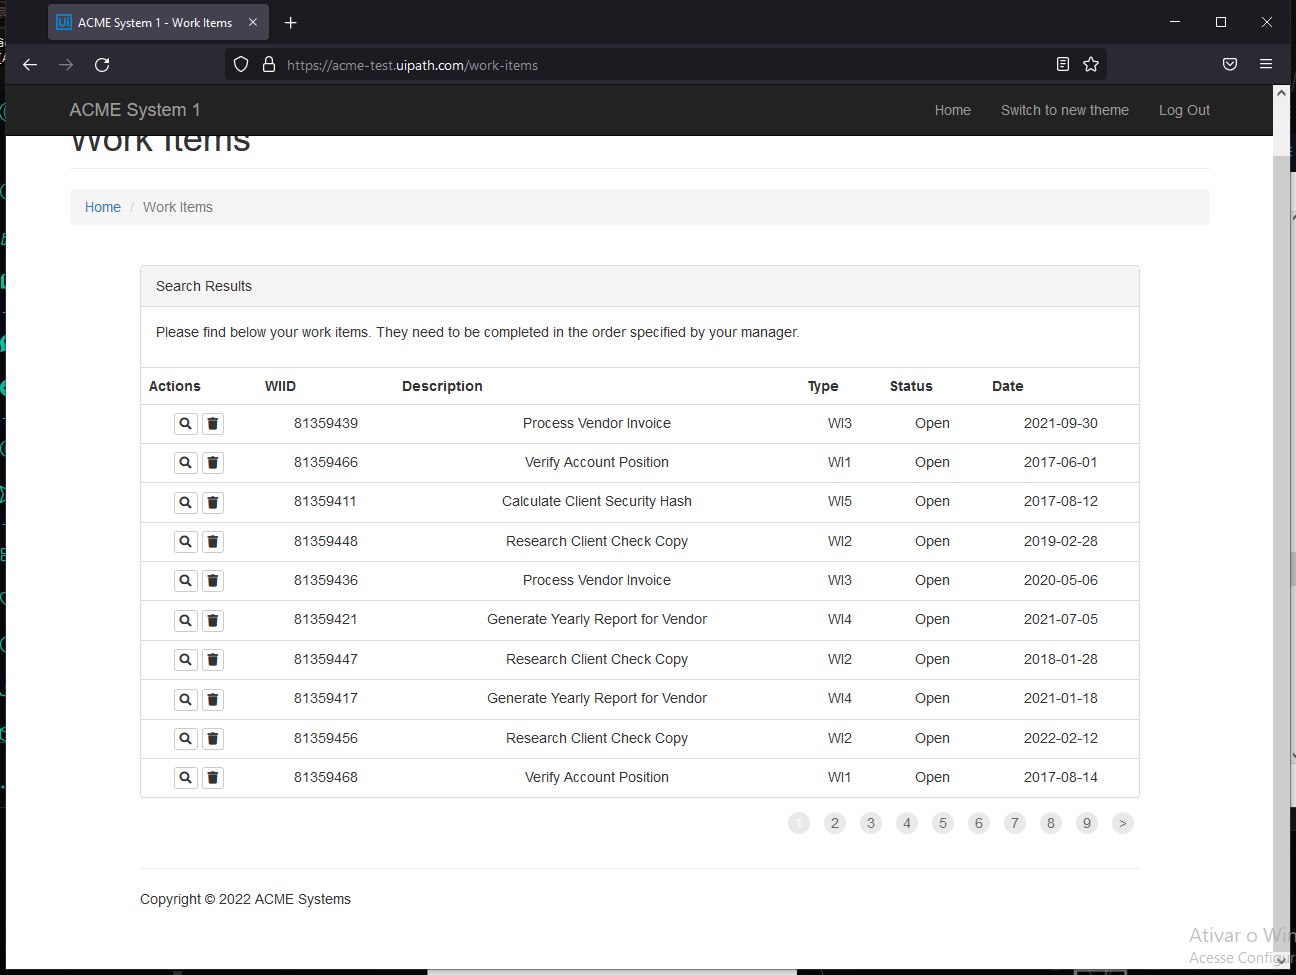 ACME System 1 - Work Items
https://acme-test.uipath.com/work-items
ACME System 1 Home Switch to new theme Log Out
Work Items
Home / Work Items
Search Results
Please find below your work items. They need to be completed in the order specified by your manager.
Actions WIID Description Type Status Date
81359439 Process Vendor Invoice WI3 Open 2021-09-30
81359466 Verify Account Position WI1 Open 2017-06-01
81359411 Calculate Client Security Hash WI5 Open 2017-08-12
81359448 Research Client Check Copy WI2 Open 2019-02-28
81359436 Process Vendor Invoice WI3 Open 2020-05-06
81359421 Generate Yearly Report for Vendor WI4 Open 2021-07-05
81359447 Research Client Check Copy WI2 Open 2018-01-28
81359417 Generate Yearly Report for Vendor WI4 Open 2021-01-18
81359456 Research Client Check Copy WI2 Open 2022-02-12
81359468 Verify Account Position WI1 Open 2017-08-14
1 2 3 4 5 6 7 8 9 >
Copyright © 2022 ACME Systems
Ativar o Win
Acesse Configur